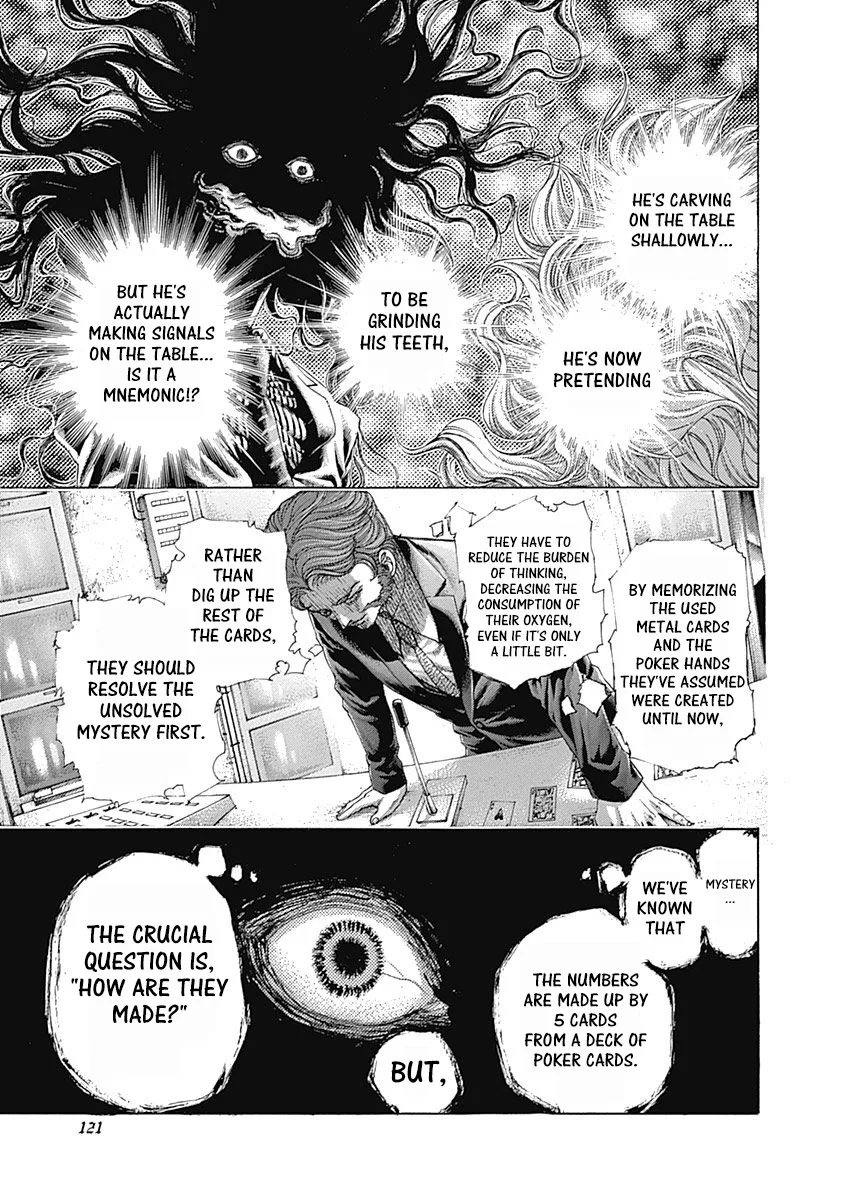 HE'S CARVING
ON THE TABLE
SHALLOWLY...
HE'S NOW
PRETENDING
TO BE
GRINDING
HIS TEETH,
BUT HE'S
ACTUALLY
MAKING SIGNALS
ON THE TABLE...
IS IT A
MNEMONIC!?
BY MEMORIZING
THE USED
METAL CARDS
AND THE
POKER HANDS
THEY'VE ASSUMED
WERE CREATED
UNTIL NOW,
THEY HAVE TO
REDUCE THE BURDEN
OF THINKING,
DECREASING THE
CONSUMPTION OF
THEIR OXYGEN,
EVEN IF IT'S ONLY
A LITTLE BIT.
RATHER
THAN
DIG UP THE
REST OF
THE CARDS,
THEY SHOULD
RESOLVE THE
UNSOLVED
MYSTERY FIRST.
A
MYSTERY
...
WE'VE
KNOWN
THAT
THE NUMBERS
ARE MADE UP BY
5 CARDS
FROM A DECK OF
POKER CARDS.
BUT,
THE CRUCIAL
QUESTION IS,
"HOW ARE THEY
MADE?"
121